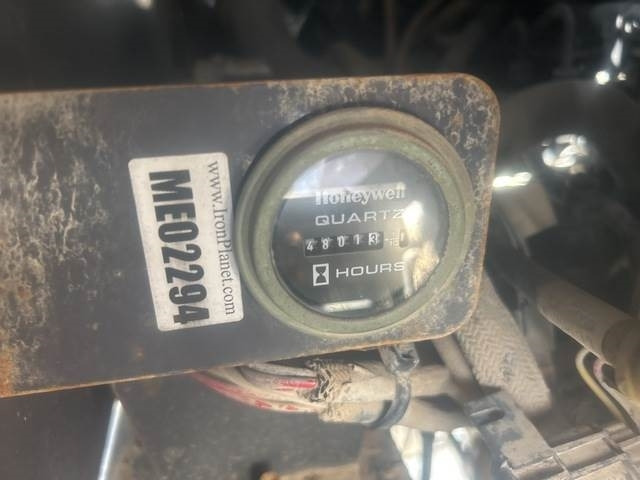 www.IronPlanet.com
ME02294
Honeywell
QUARTZ
48013
HOURS